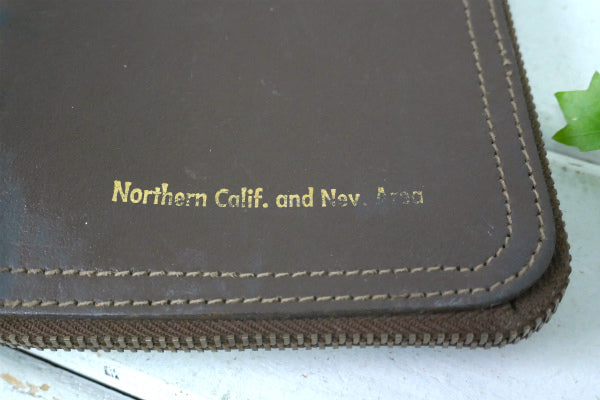 Northern Calif. and Nev. Area